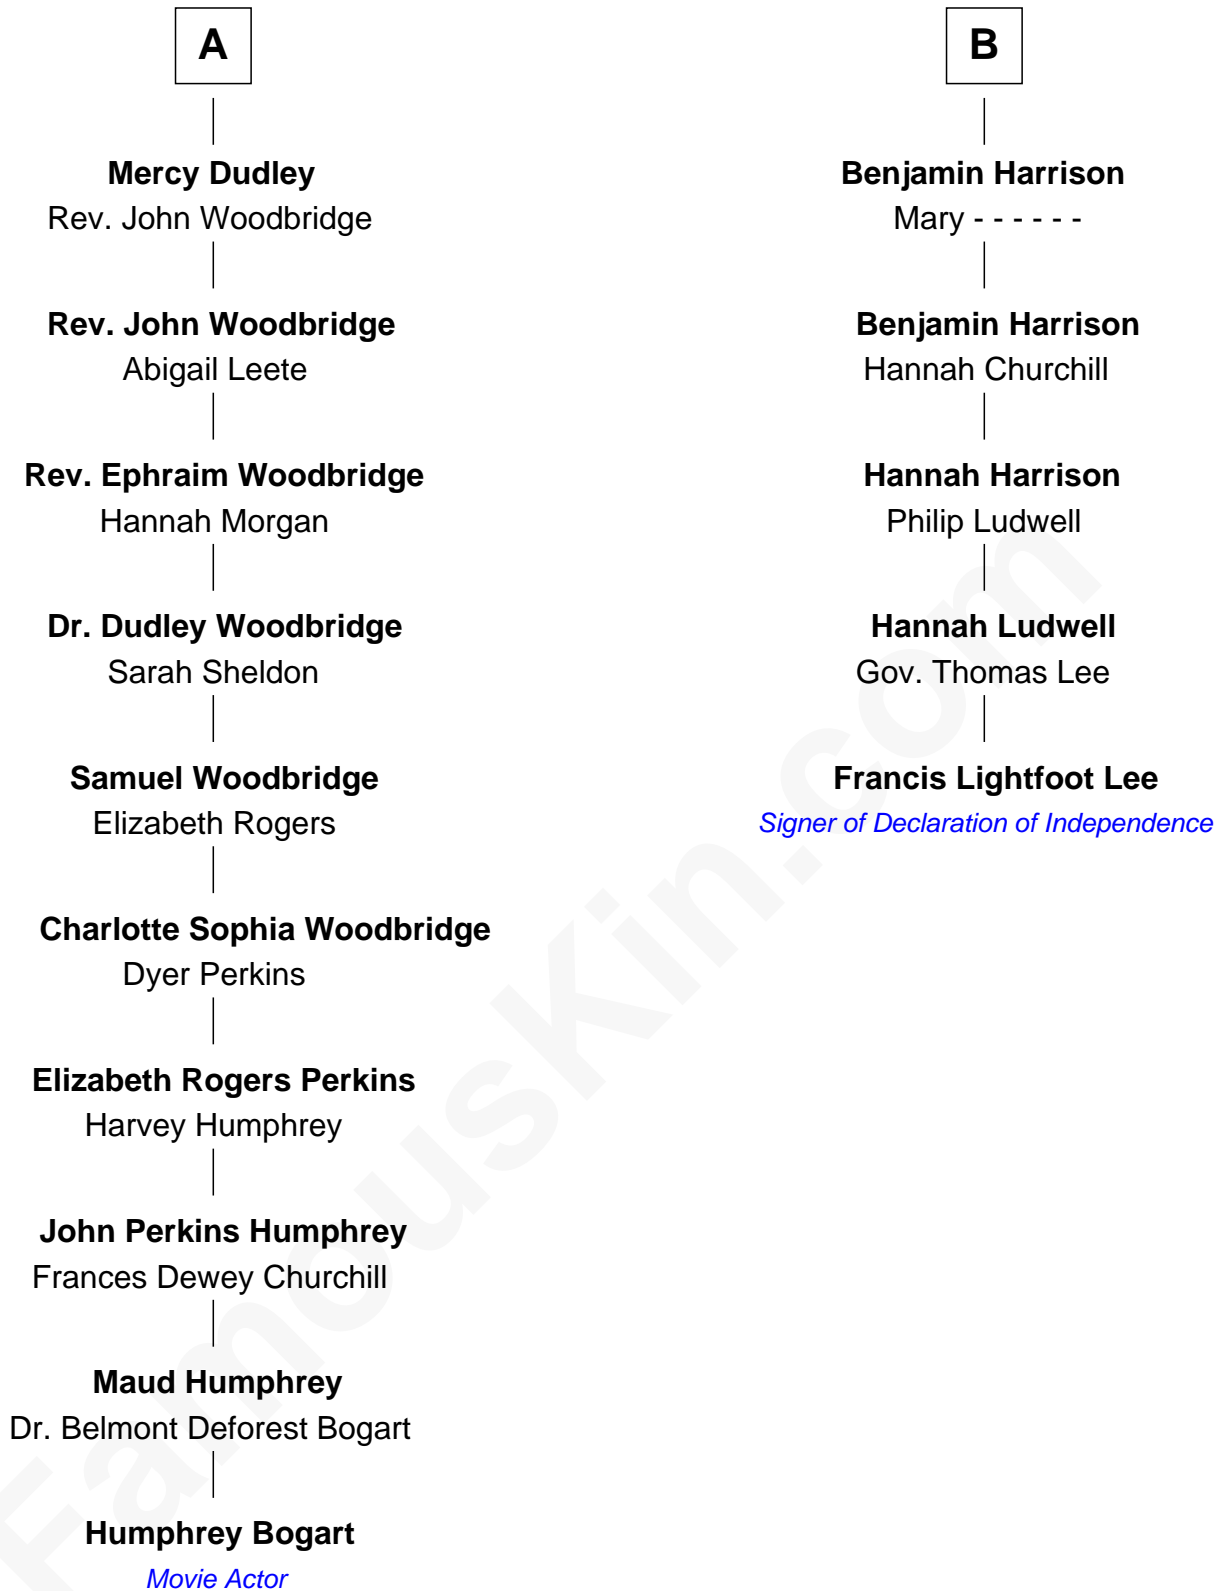 A
Mercy Dudley
Rev. John Woodbridge
Rev. John Woodbridge
Abigail Leete
Rev. Ephraim Woodbridge
Hannah Morgan
Dr. Dudley Woodbridge
Sarah Sheldon
Samuel Woodbridge
Elizabeth Rogers
Charlotte Sophia Woodbridge
Dyer Perkins
Elizabeth Rogers Perkins
Harvey Humphrey
John Perkins Humphrey
Frances Dewey Churchill
Maud Humphrey
Dr. Belmont Deforest Bogart
Humphrey Bogart
Movie Actor
B
Benjamin Harrison
Mary - - - - - -
Benjamin Harrison
Hannah Churchill
Hannah Harrison
Philip Ludwell
Hannah Ludwell
Gov. Thomas Lee
Francis Lightfoot Lee
Signer of Declaration of Independence
FamousKin.com